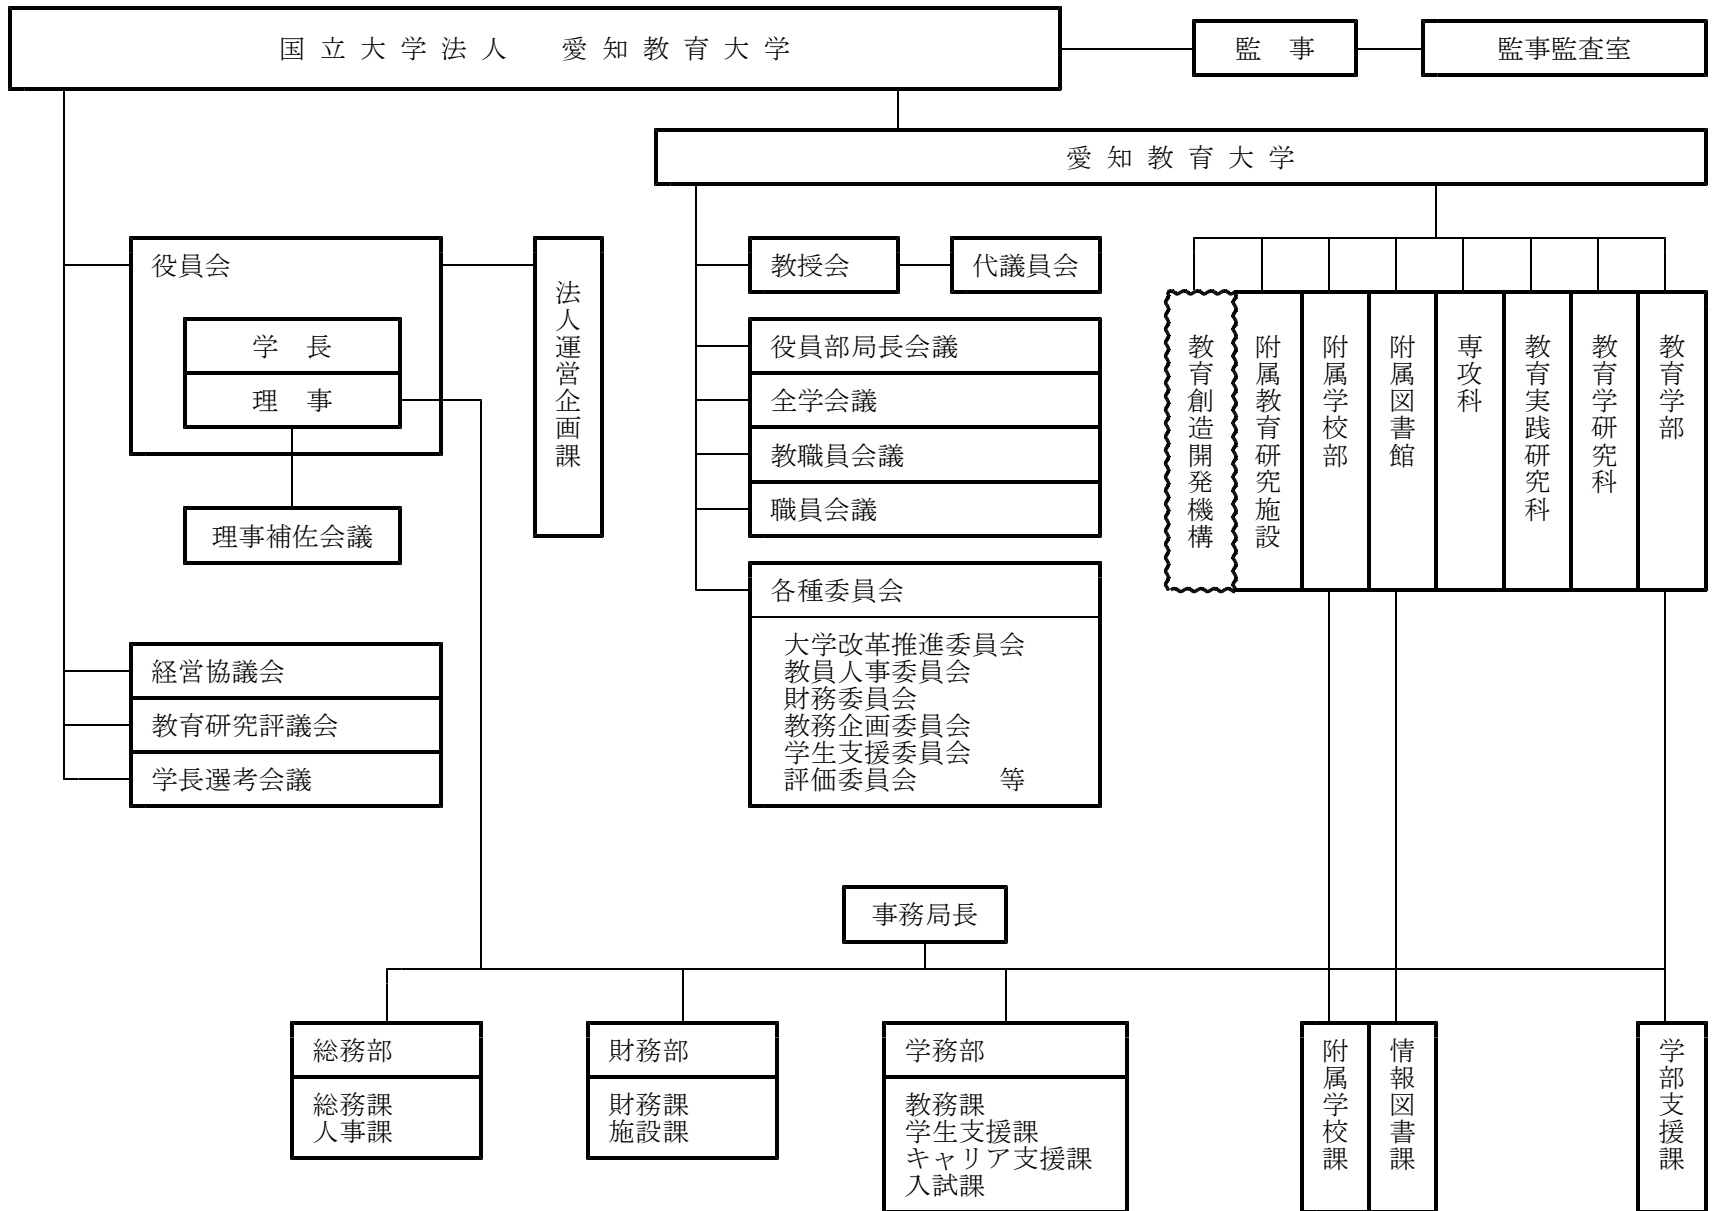 国立大学法人　愛知教育大学
監　事
監事監査室
愛知教育大学
役員会
学　長
理　事
理事補佐会議
法人運営企画課
経営協議会
教育研究評議会
学長選考会議
教授会
代議員会
役員部局長会議
全学会議
教職員会議
職員会議
各種委員会
大学改革推進委員会
教員人事委員会
財務委員会
教務企画委員会
学生支援委員会
評価委員会　　　等
教育創造開発機構
附属教育研究施設
附属学校部
附属図書館
専攻科
教育実践研究科
教育学研究科
教育学部
事務局長
総務部
総務課
人事課
財務部
財務課
施設課
学務部
教務課
学生支援課
キャリア支援課
入試課
附属学校課
情報図書課
学部支援課